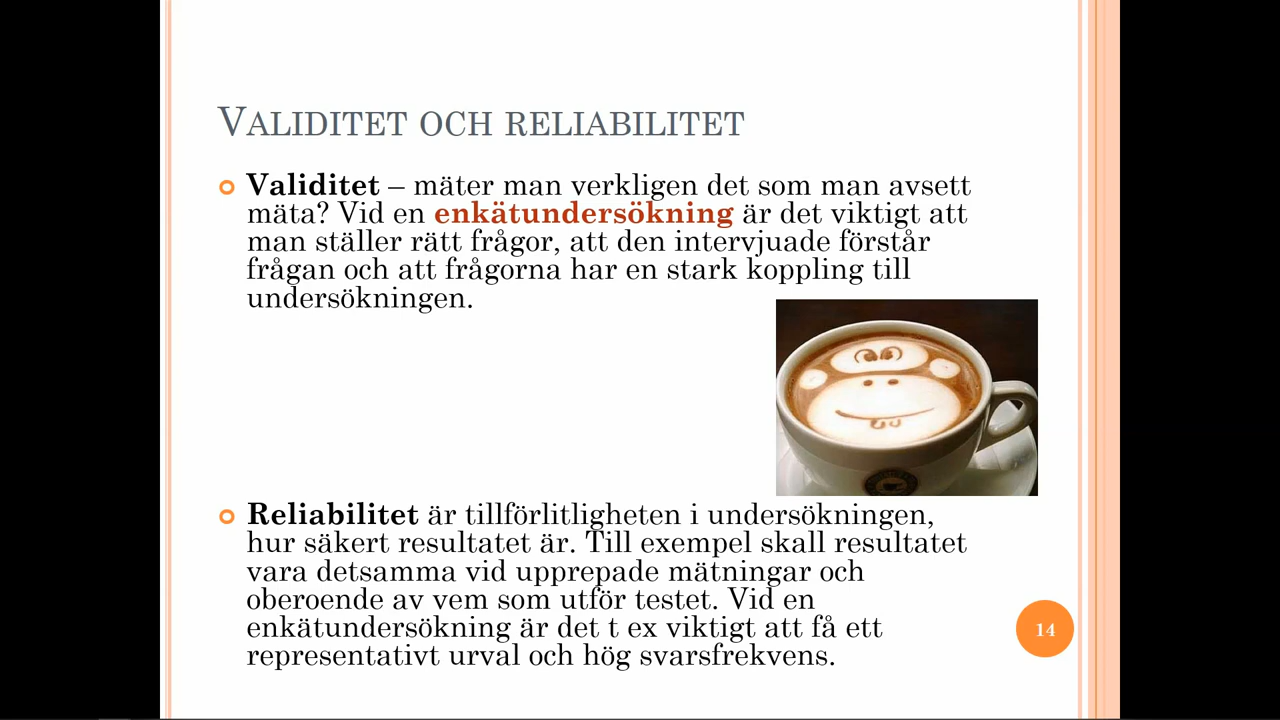 VALIDITET OCH RELIABILITET
Validitet – mäter man verkligen det som man avsett
mäta? Vid en enkätundersökning är det viktigt att
man ställer rätt frågor, att den intervjuade förstår
frågan och att frågorna har en stark koppling till
undersökningen.
Reliabilitet är tillförlitligheten i undersökningen,
hur säkert resultatet är. Till exempel skall resultatet
vara detsamma vid upprepade mätningar och
oberoende av vem som utför testet. Vid en
enkätundersökning är det t ex viktigt att få ett
representativt urval och hög svarsfrekvens.
14